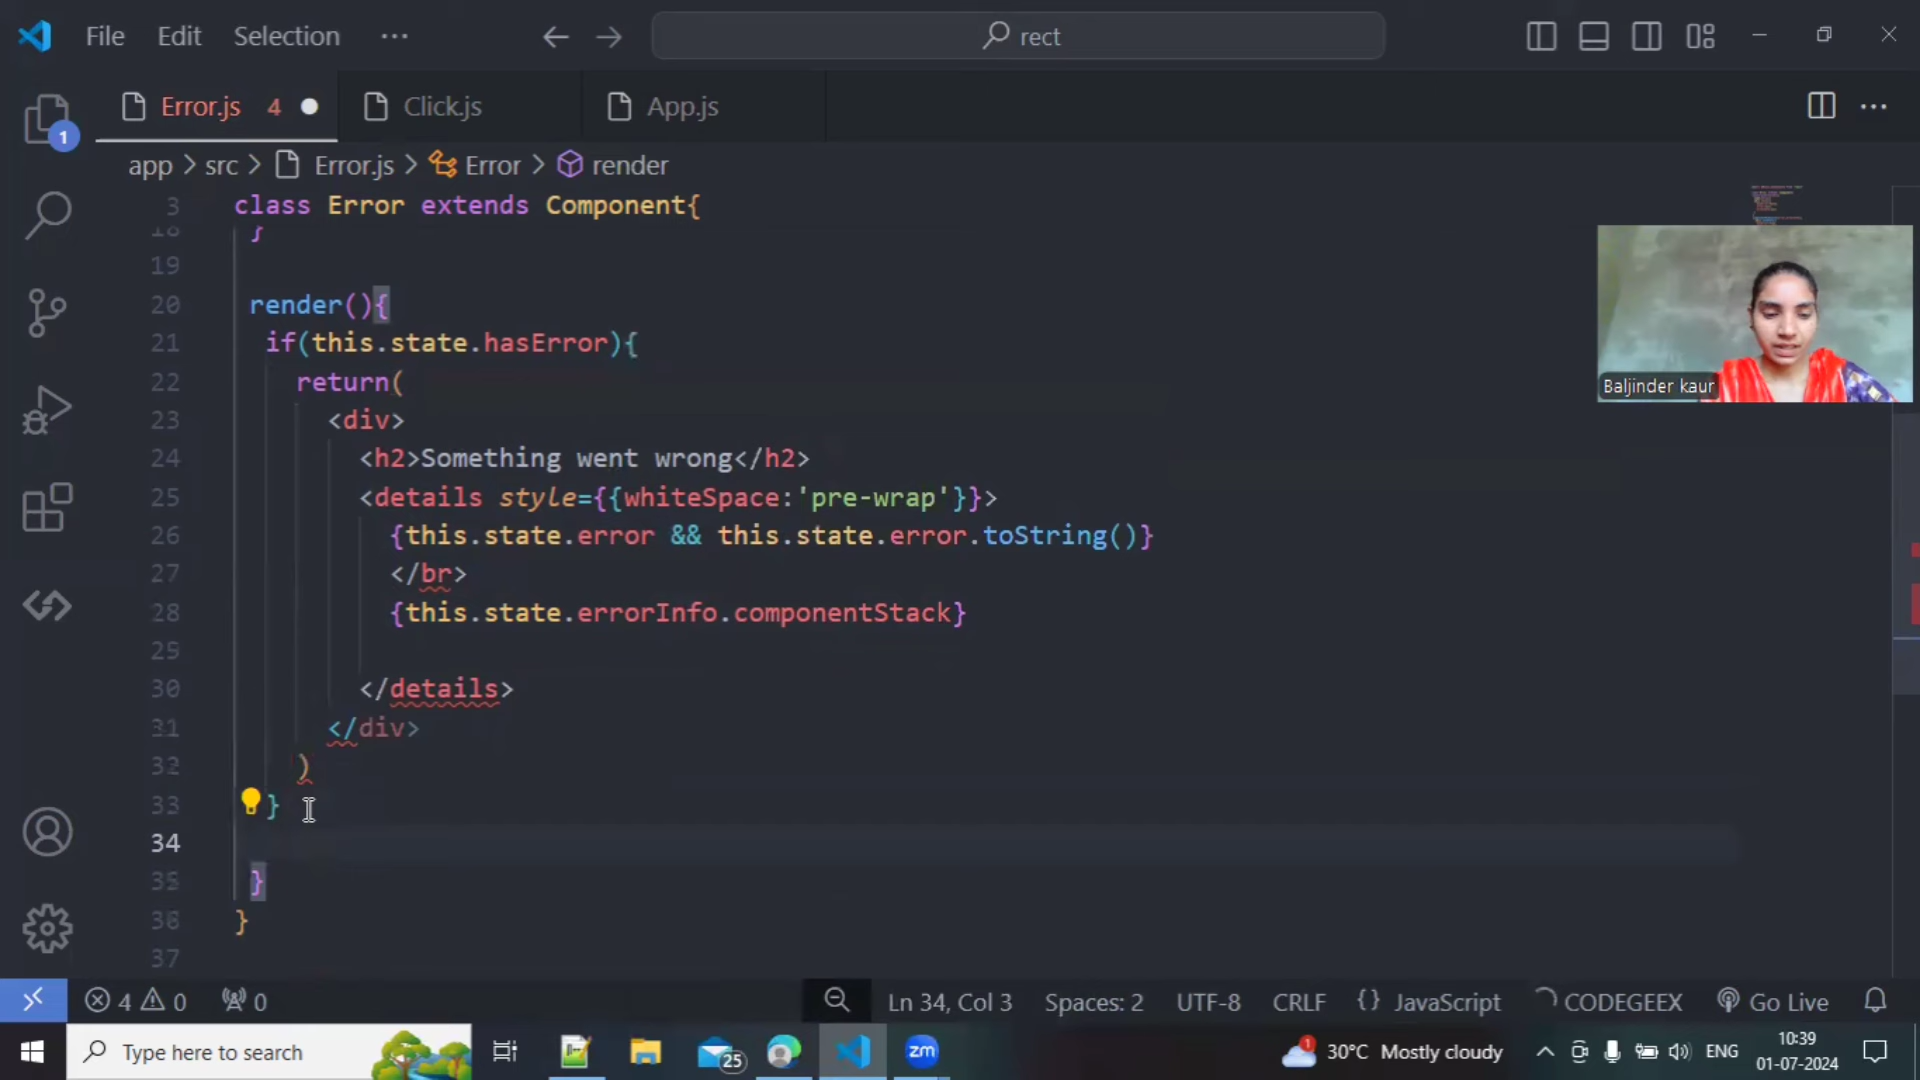 File Edit Selection ··· rect
Error.js 4 Click.js App.js
app > src > Error.js > Error > render
3 class Error extends Component{
18 }
19
20 render(){
21 if(this.state.hasError){
22 return(
23 <div>
24 <h2>Something went wrong</h2>
25 <details style={{whiteSpace:'pre-wrap'}}>
26 {this.state.error && this.state.error.toString()}
27 </br>
28 {this.state.errorInfo.componentStack}
29
30 </details>
31 </div>
32 )
33 }
34
35 }
36 }
37
1
Baljinder kaur
4 0 0 Ln 34, Col 3 Spaces: 2 UTF-8 CRLF {} JavaScript CODEGEEX Go Live
Type here to search 25 zm 1 30°C Mostly cloudy ENG 10:39
01-07-2024